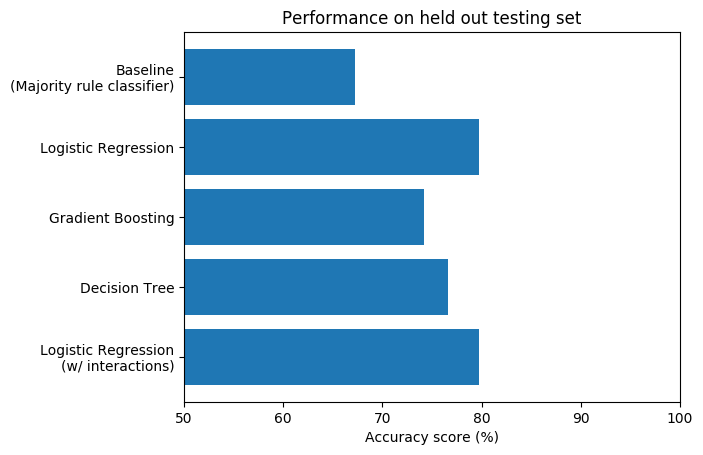 Performance on held out testing set
Baseline
(Majority rule classifier)
Logistic Regression
Gradient Boosting
Decision Tree
Logistic Regression
(w/ interactions)
50 60 70 80 90 100
Accuracy score (%)